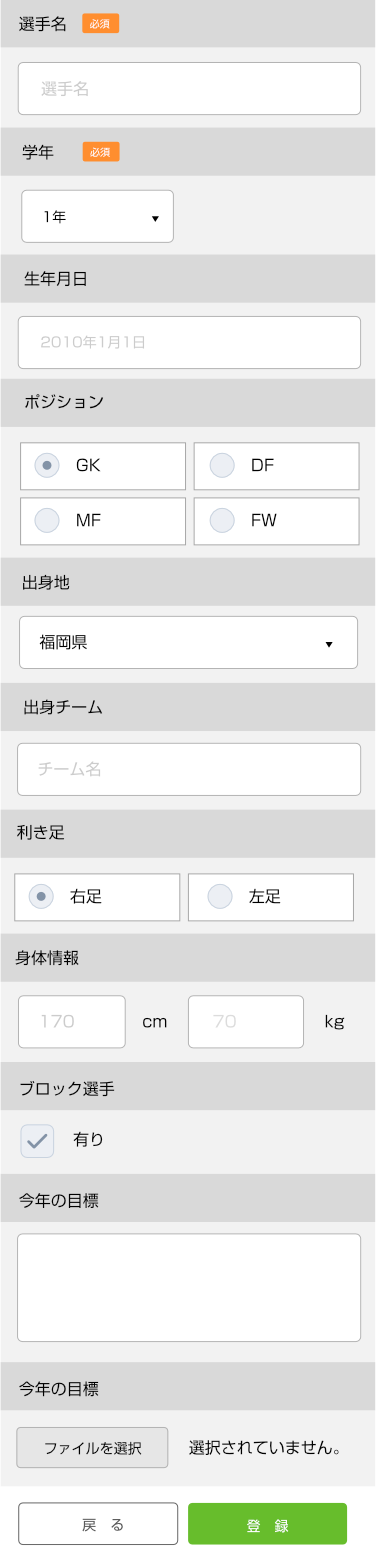 選手名 必須
選手名
学年 必須
1年 ▼
生年月日
2010年1月1日
ポジション
GK DF
MF FW
出身地
福岡県 ▼
出身チーム
チーム名
利き足
右足 左足
身体情報
170 cm 70 kg
ブロック選手
有り
今年の目標
今年の目標
ファイルを選択 選択されていません。
戻 る 登 録